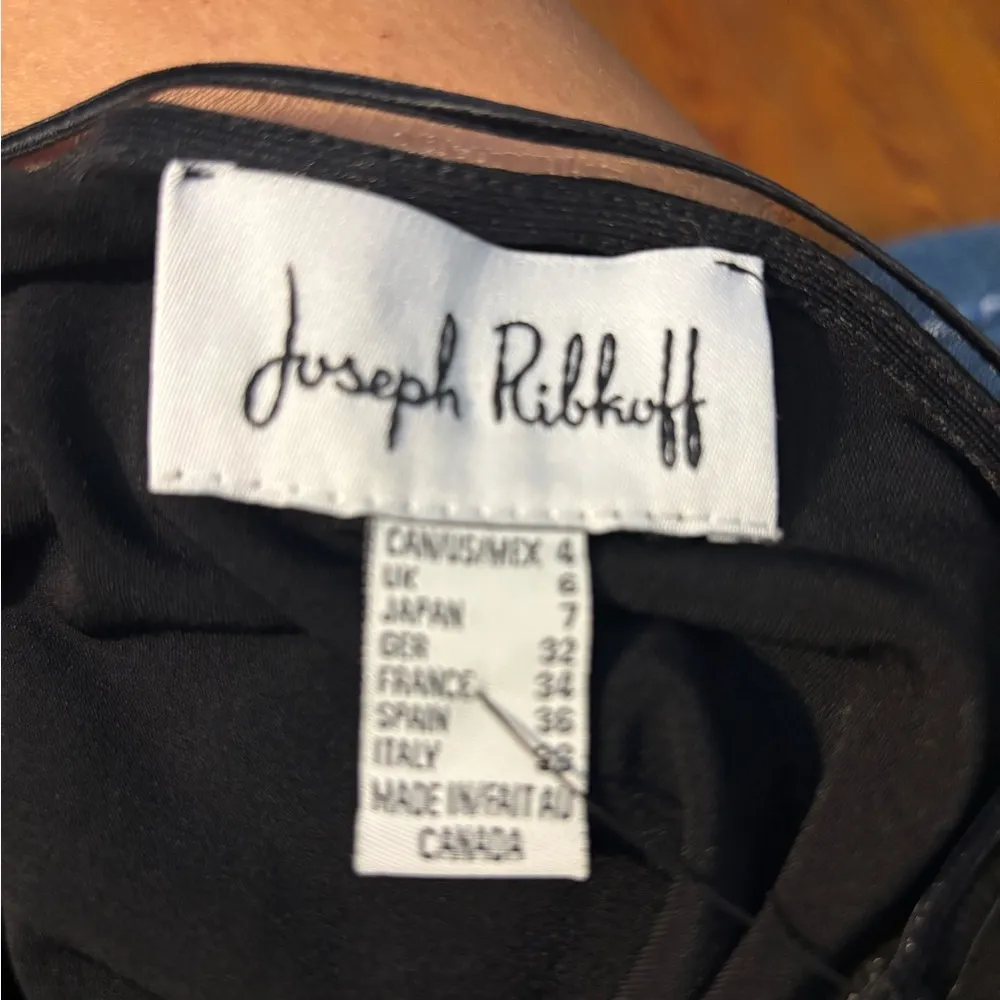 Joseph Ribkoff
CAN/US/MEX 4
UK 6
JAPAN 7
GER 32
FRANCE 34
SPAIN 36
ITALY
MADE IN/FAIT AU
CANADA